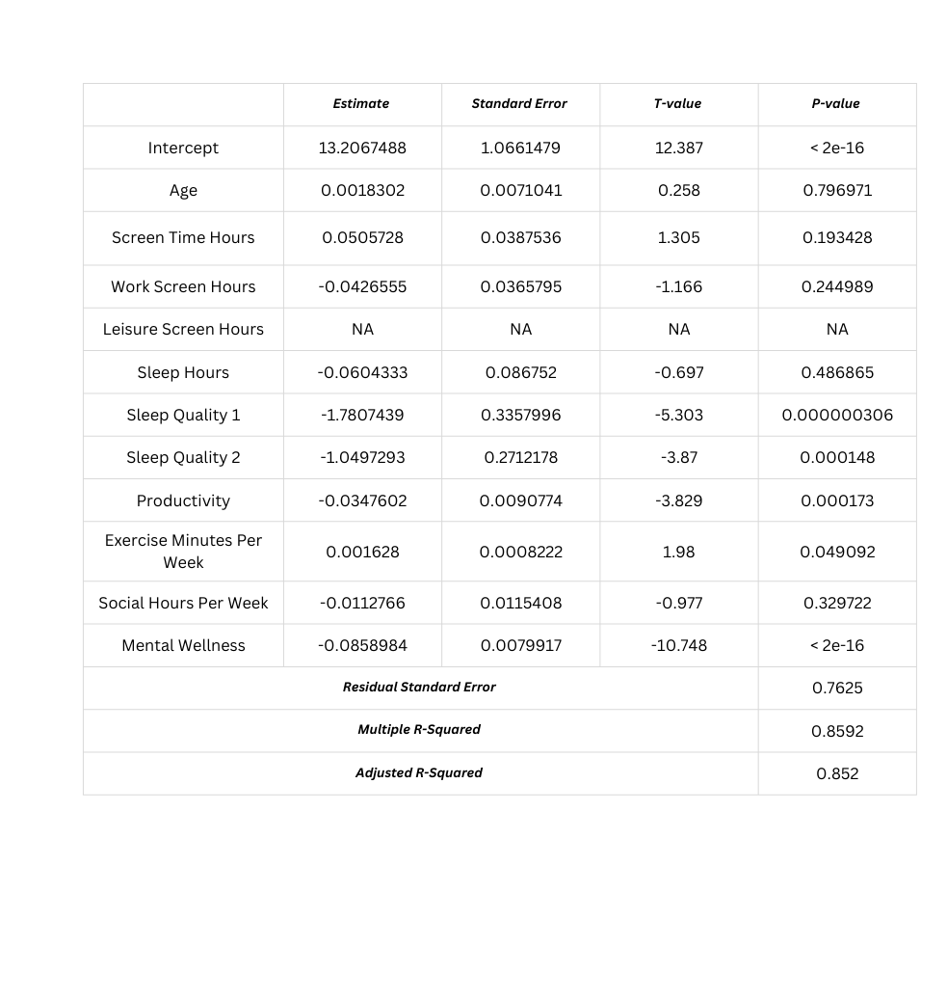 Estimate Standard Error T-value P-value
Intercept 13.2067488 1.0661479 12.387 < 2e-16
Age 0.0018302 0.0071041 0.258 0.796971
Screen Time Hours 0.0505728 0.0387536 1.305 0.193428
Work Screen Hours -0.0426555 0.0365795 -1.166 0.244989
Leisure Screen Hours NA NA NA NA
Sleep Hours -0.0604333 0.086752 -0.697 0.486865
Sleep Quality 1 -1.7807439 0.3357996 -5.303 0.000000306
Sleep Quality 2 -1.0497293 0.2712178 -3.87 0.000148
Productivity -0.0347602 0.0090774 -3.829 0.000173
Exercise Minutes Per
Week 0.001628 0.0008222 1.98 0.049092
Social Hours Per Week -0.0112766 0.0115408 -0.977 0.329722
Mental Wellness -0.0858984 0.0079917 -10.748 < 2e-16
Residual Standard Error 0.7625
Multiple R-Squared 0.8592
Adjusted R-Squared 0.852